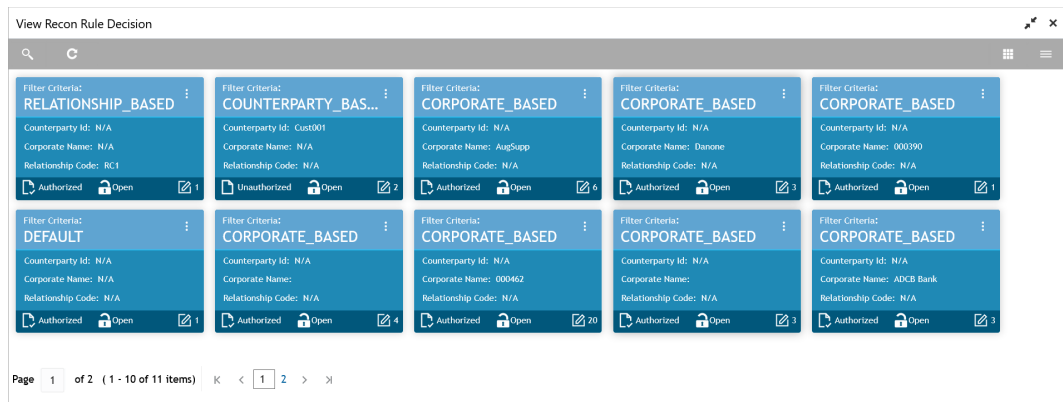 View Recon Rule Decision
Filter Criteria:
RELATIONSHIP_BASED
Counterparty Id: N/A
Corporate Name: N/A
Relationship Code: RC1
Authorized Open 1
Filter Criteria:
COUNTERPARTY_BAS...
Counterparty Id: Cust001
Corporate Name: N/A
Relationship Code: N/A
Unauthorized Open 2
Filter Criteria:
CORPORATE_BASED
Counterparty Id: N/A
Corporate Name: AugSupp
Relationship Code: N/A
Authorized Open 6
Filter Criteria:
CORPORATE_BASED
Counterparty Id: N/A
Corporate Name: Danone
Relationship Code: N/A
Authorized Open 3
Filter Criteria:
CORPORATE_BASED
Counterparty Id: N/A
Corporate Name: 000390
Relationship Code: N/A
Authorized Open 1
Filter Criteria:
DEFAULT
Counterparty Id: N/A
Corporate Name: N/A
Relationship Code: N/A
Authorized Open 1
Filter Criteria:
CORPORATE_BASED
Counterparty Id: N/A
Corporate Name:
Relationship Code: N/A
Authorized Open 4
Filter Criteria:
CORPORATE_BASED
Counterparty Id: N/A
Corporate Name: 000462
Relationship Code: N/A
Authorized Open 20
Filter Criteria:
CORPORATE_BASED
Counterparty Id: N/A
Corporate Name:
Relationship Code: N/A
Authorized Open 3
Filter Criteria:
CORPORATE_BASED
Counterparty Id: N/A
Corporate Name: ADCB Bank
Relationship Code: N/A
Authorized Open 3
Page 1 of 2 ( 1 - 10 of 11 items) 1 2